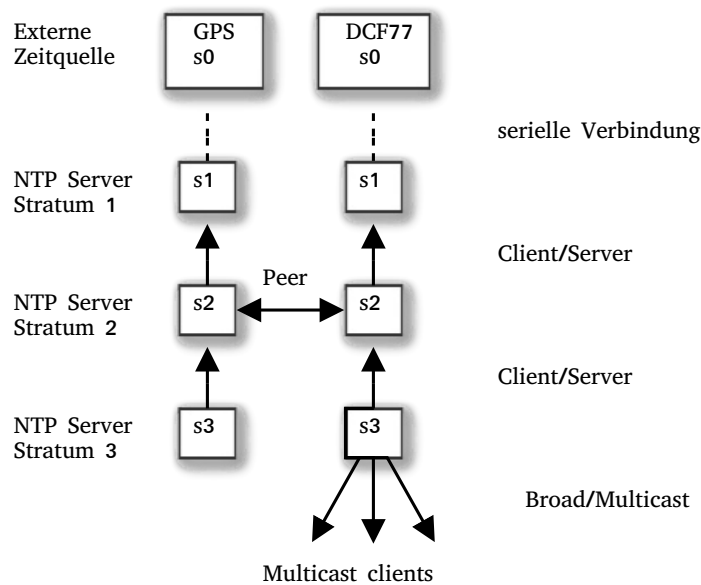 Externe
Zeitquelle
GPS
s0
DCF77
s0
serielle Verbindung
NTP Server
Stratum 1
s1
s1
Client/Server
NTP Server
Stratum 2
s2
Peer
s2
Client/Server
NTP Server
Stratum 3
s3
s3
Broad/Multicast
Multicast clients